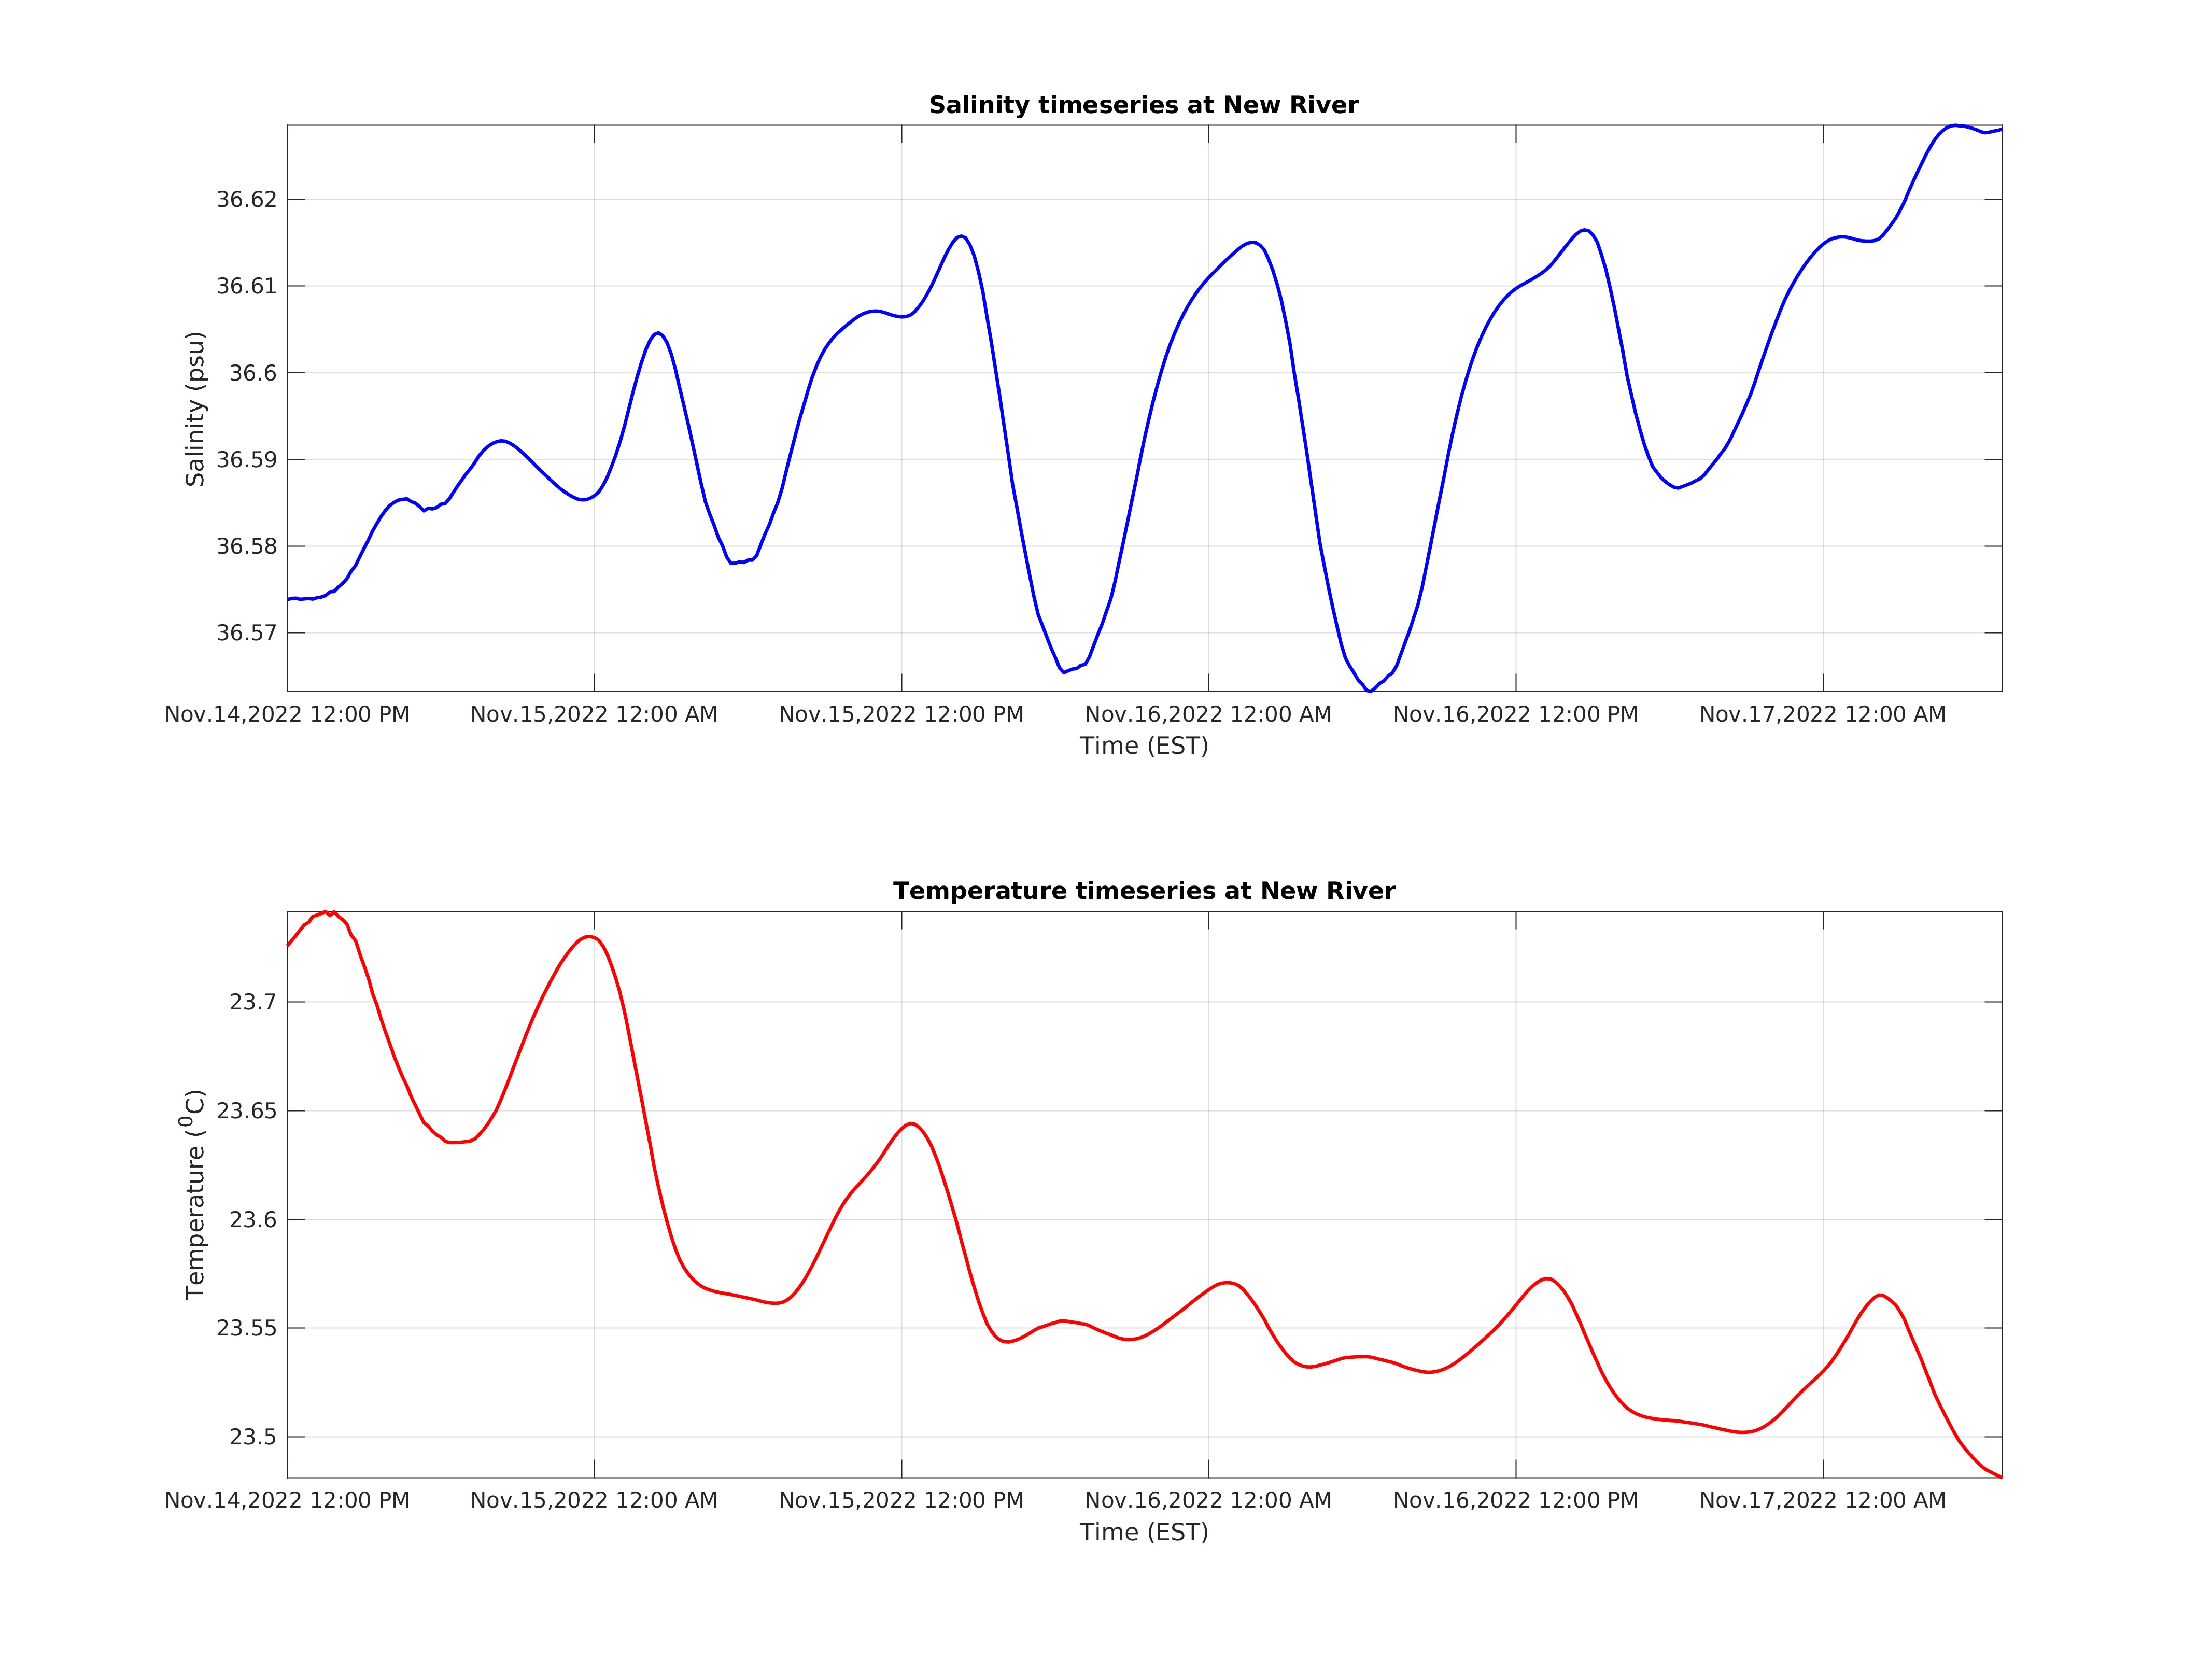 Salinity timeseries at New River
36.62
36.61
36.6
36.59
36.58
36.57
Salinity (psu)
Nov.14,2022 12:00 PM Nov.15,2022 12:00 AM Nov.15,2022 12:00 PM Nov.16,2022 12:00 AM Nov.16,2022 12:00 PM Nov.17,2022 12:00 AM
Time (EST)
Temperature timeseries at New River
23.7
23.65
23.6
23.55
23.5
Temperature (⁰C)
Nov.14,2022 12:00 PM Nov.15,2022 12:00 AM Nov.15,2022 12:00 PM Nov.16,2022 12:00 AM Nov.16,2022 12:00 PM Nov.17,2022 12:00 AM
Time (EST)